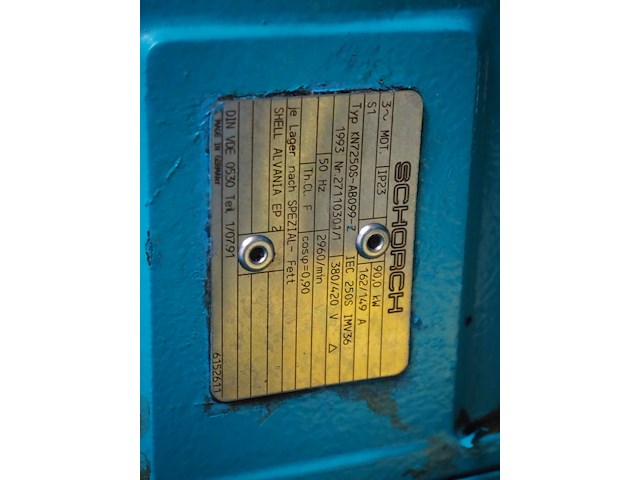 SCHORCH
3~ MOT. IP23 90,0 kW
S1 162/149 A
Typ KN7250S-AB099-Z IEC 250S IMV36
1993 Nr.27110301/1 380/420 V △
50 Hz 2960/min
Th.Cl. F cosφ=0,90
je Lager nach SPEZIAL- Fett
SHELL ALVANIA EP 2
DIN VDE 0530 Teil 1/07.91
MADE IN GERMANY 6152611